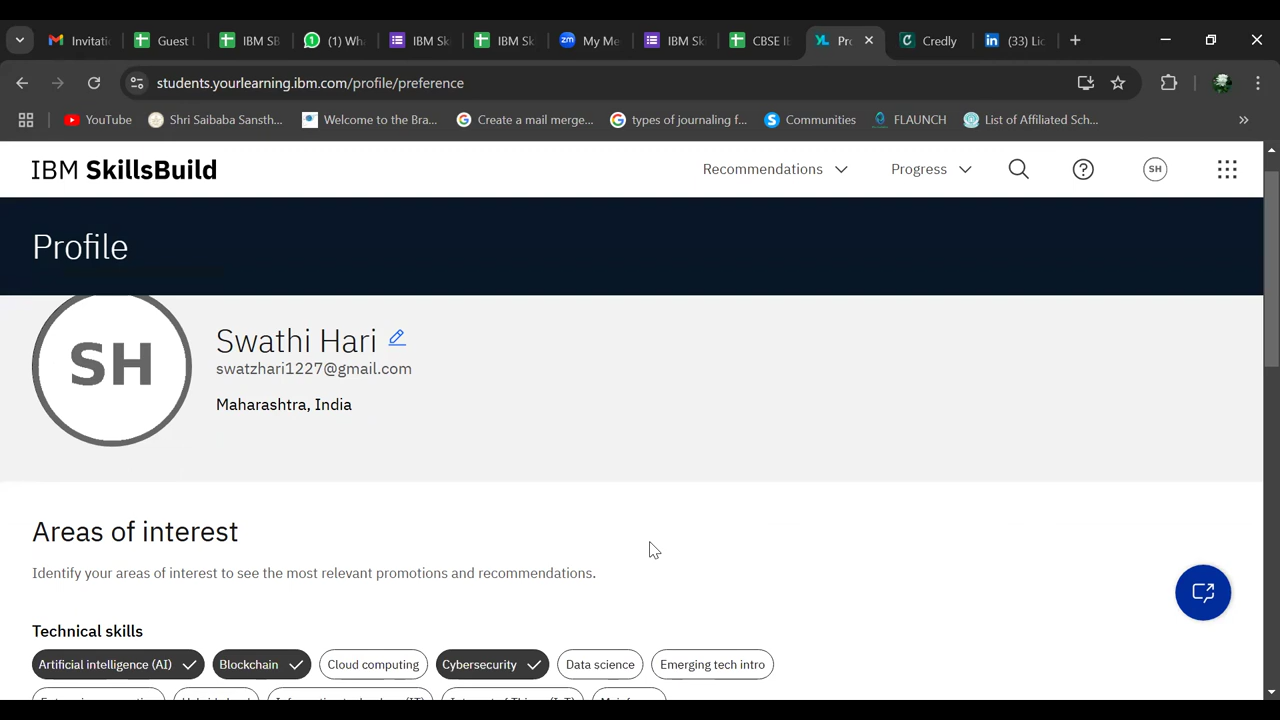 Invitati
Guest
IBM SB
(1) Wh
IBM Sk
IBM Sk
My Me
IBM Sk
CBSE IE
Pr
Credly
(33) Lic
students.yourlearning.ibm.com/profile/preference
YouTube
Shri Saibaba Sansth...
Welcome to the Bra...
Create a mail merge...
types of journaling f...
Communities
FLAUNCH
List of Affiliated Sch...
IBM SkillsBuild
Recommendations
Progress
SH
Profile
SH
Swathi Hari
swatzhari1227@gmail.com
Maharashtra, India
Areas of interest
Identify your areas of interest to see the most relevant promotions and recommendations.
Technical skills
Artificial intelligence (AI)
Blockchain
Cloud computing
Cybersecurity
Data science
Emerging tech intro